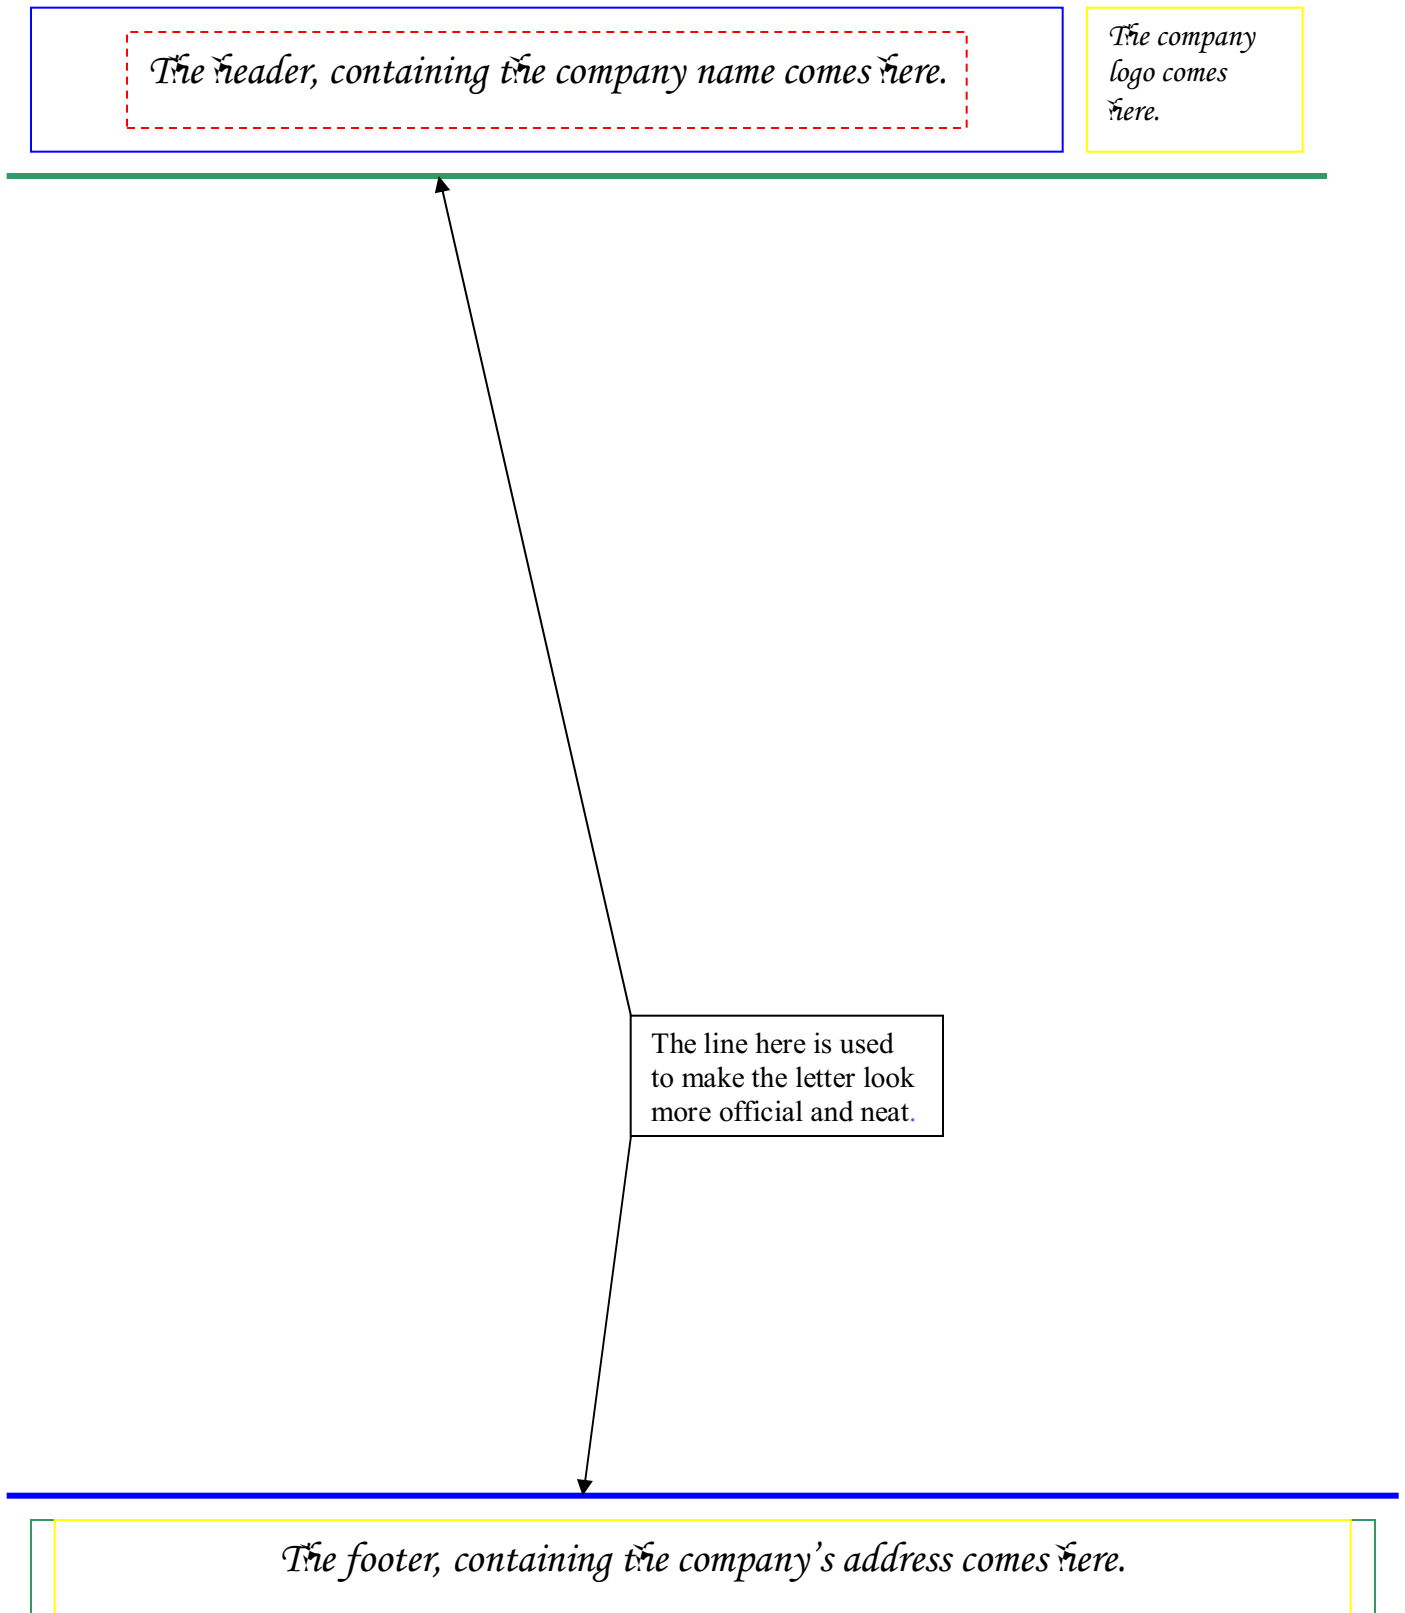 The header, containing the company name comes here.
The company
logo comes
here.
The line here is used
to make the letter look
more official and neat.
The footer, containing the company’s address comes here.